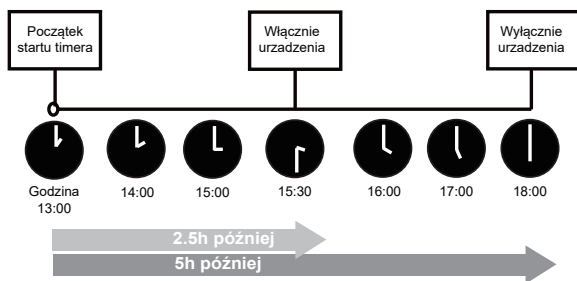 Początek
startu timera
Włącznie
urzadzenia
Wyłącznie
urzadzenia
Godzina
13:00
14:00
15:00
15:30
16:00
17:00
18:00
2.5h później
5h później